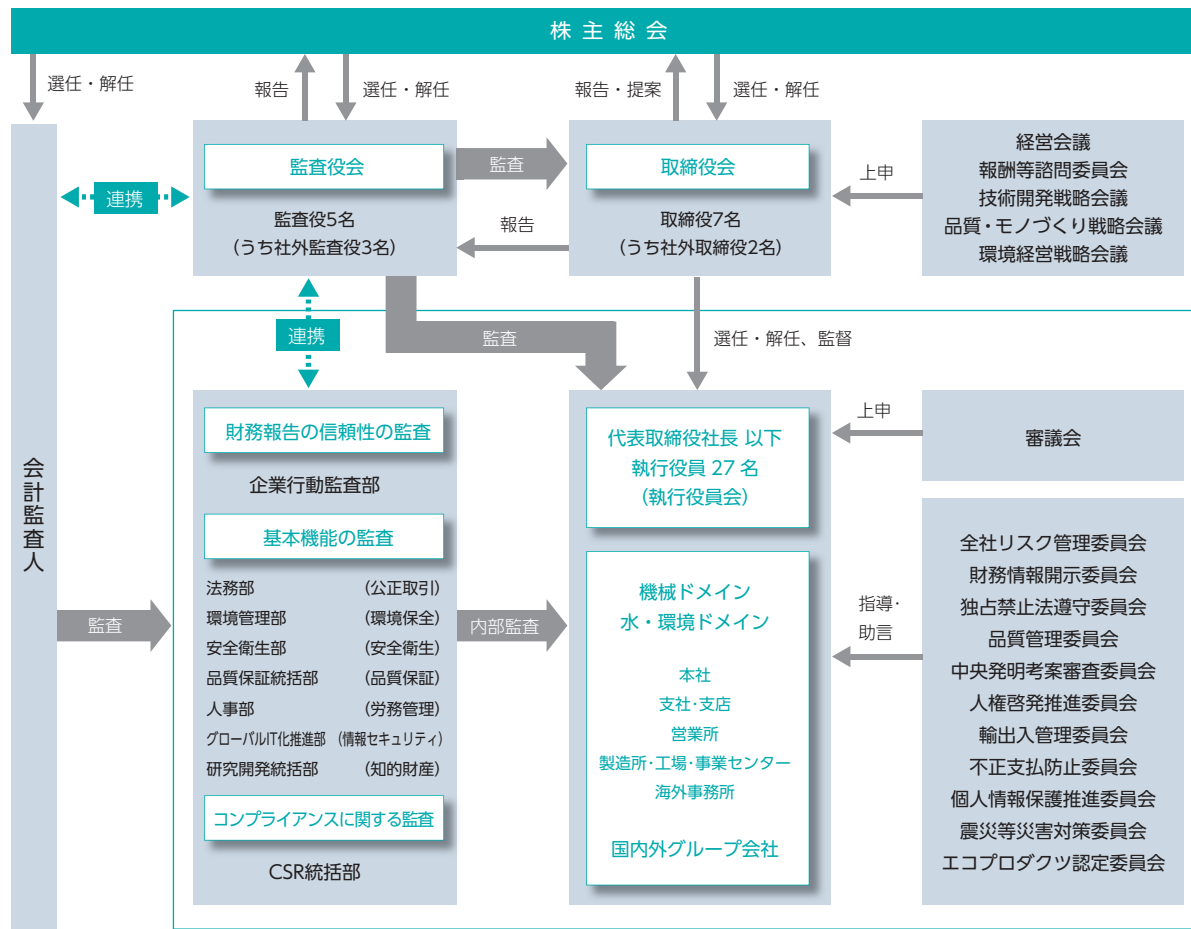 株主総会
選任・解任
報告
選任・解任
報告・提案
選任・解任
会計監査人
連携
監査役会
監査役5名
(うち社外監査役3名)
監査
報告
取締役会
取締役7名
(うち社外取締役2名)
上申
経営会議
報酬等諮問委員会
技術開発戦略会議
品質・モノづくり戦略会議
環境経営戦略会議
連携
監査
選任・解任、監督
監査
財務報告の信頼性の監査
企業行動監査部
基本機能の監査
法務部 (公正取引)
環境管理部 (環境保全)
安全衛生部 (安全衛生)
品質保証統括部 (品質保証)
人事部 (労務管理)
グローバルIT化推進部 (情報セキュリティ)
研究開発統括部 (知的財産)
コンプライアンスに関する監査
CSR統括部
内部監査
代表取締役社長 以下
執行役員 27 名
(執行役員会)
機械ドメイン
水・環境ドメイン
本社
支社・支店
営業所
製造所・工場・事業センター
海外事務所
国内外グループ会社
上申
審議会
指導・
助言
全社リスク管理委員会
財務情報開示委員会
独占禁止法遵守委員会
品質管理委員会
中央発明考案審査委員会
人権啓発推進委員会
輸出入管理委員会
不正支払防止委員会
個人情報保護推進委員会
震災等災害対策委員会
エコプロダクツ認定委員会